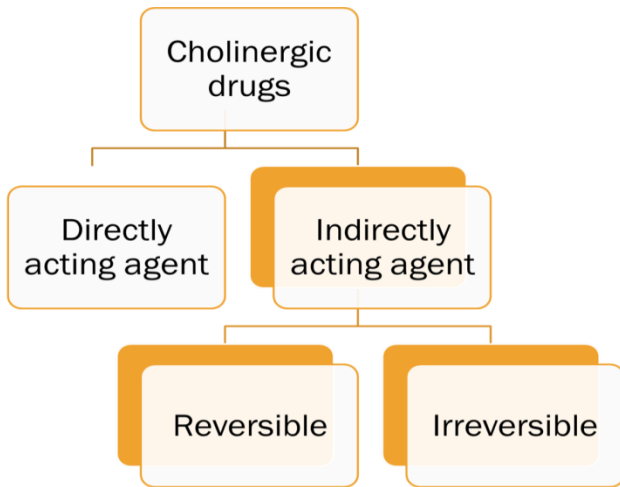 Cholinergic
drugs
Directly
acting agent
Indirectly
acting agent
Reversible
Irreversible